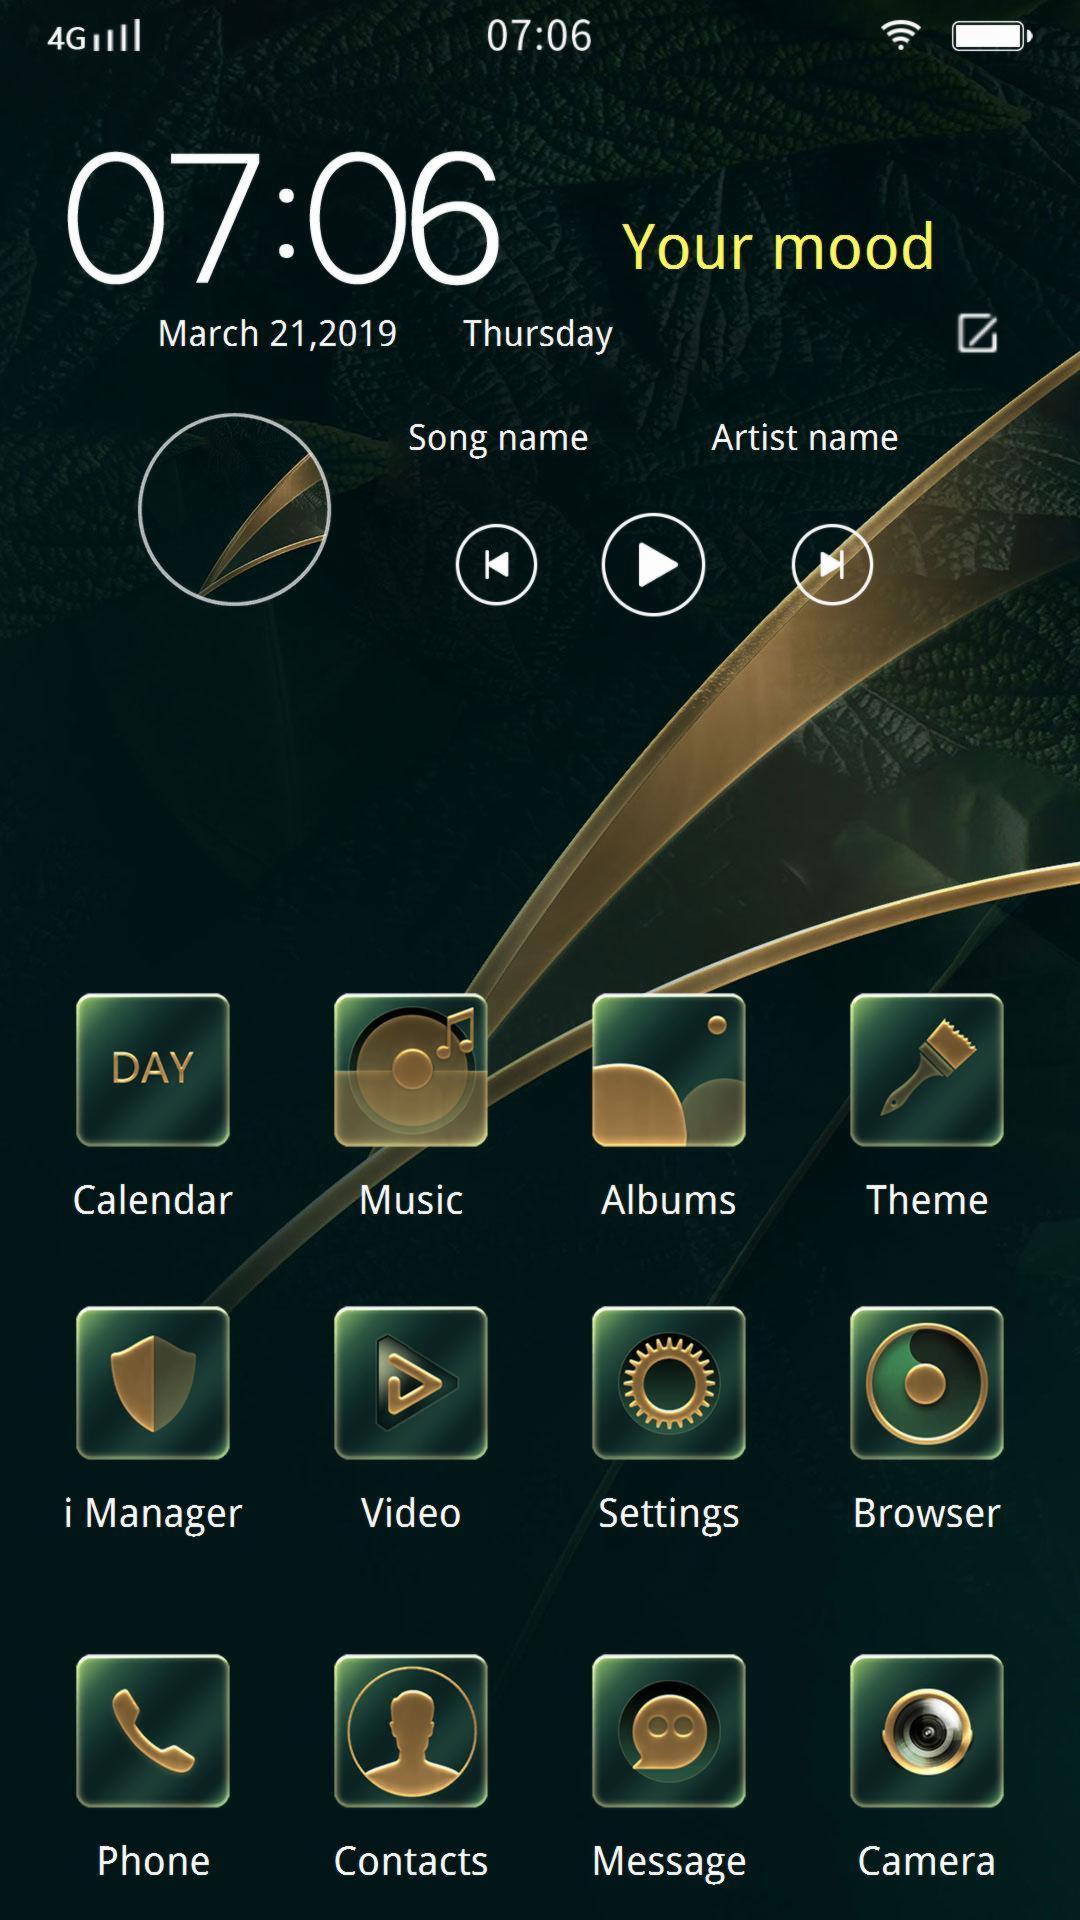 4G 07:06
07:06
Your mood
March 21,2019 Thursday
Song name Artist name
DAY
Calendar Music Albums Theme
i Manager Video Settings Browser
Phone Contacts Message Camera